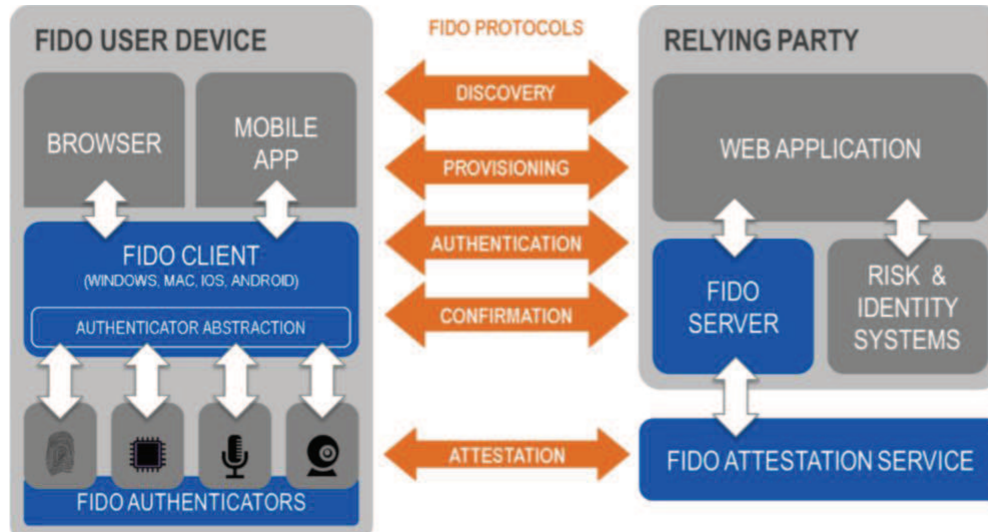 FIDO USER DEVICE
BROWSER
MOBILE
APP
FIDO CLIENT
(WINDOWS, MAC, IOS, ANDROID)
AUTHENTICATOR ABSTRACTION
FIDO AUTHENTICATORS
FIDO PROTOCOLS
DISCOVERY
PROVISIONING
AUTHENTICATION
CONFIRMATION
ATTESTATION
RELYING PARTY
WEB APPLICATION
FIDO
SERVER
RISK &
IDENTITY
SYSTEMS
FIDO ATTESTATION SERVICE